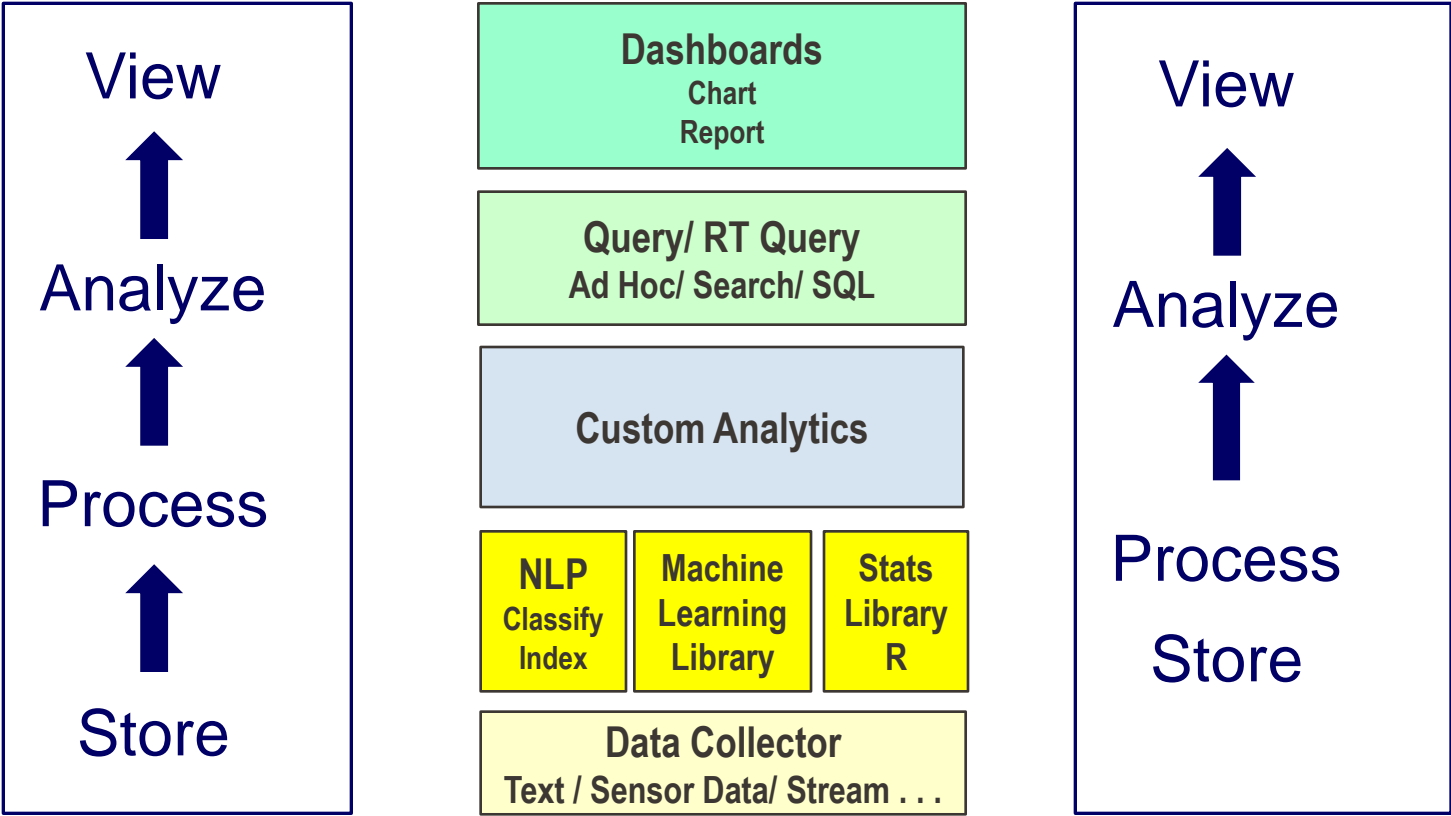 View
Analyze
Process
Store
Dashboards
Chart
Report
Query/ RT Query
Ad Hoc/ Search/ SQL
Custom Analytics
NLP
Classify
Index
Machine
Learning
Library
Stats
Library
R
Data Collector
Text / Sensor Data/ Stream . . .
View
Analyze
Process
Store